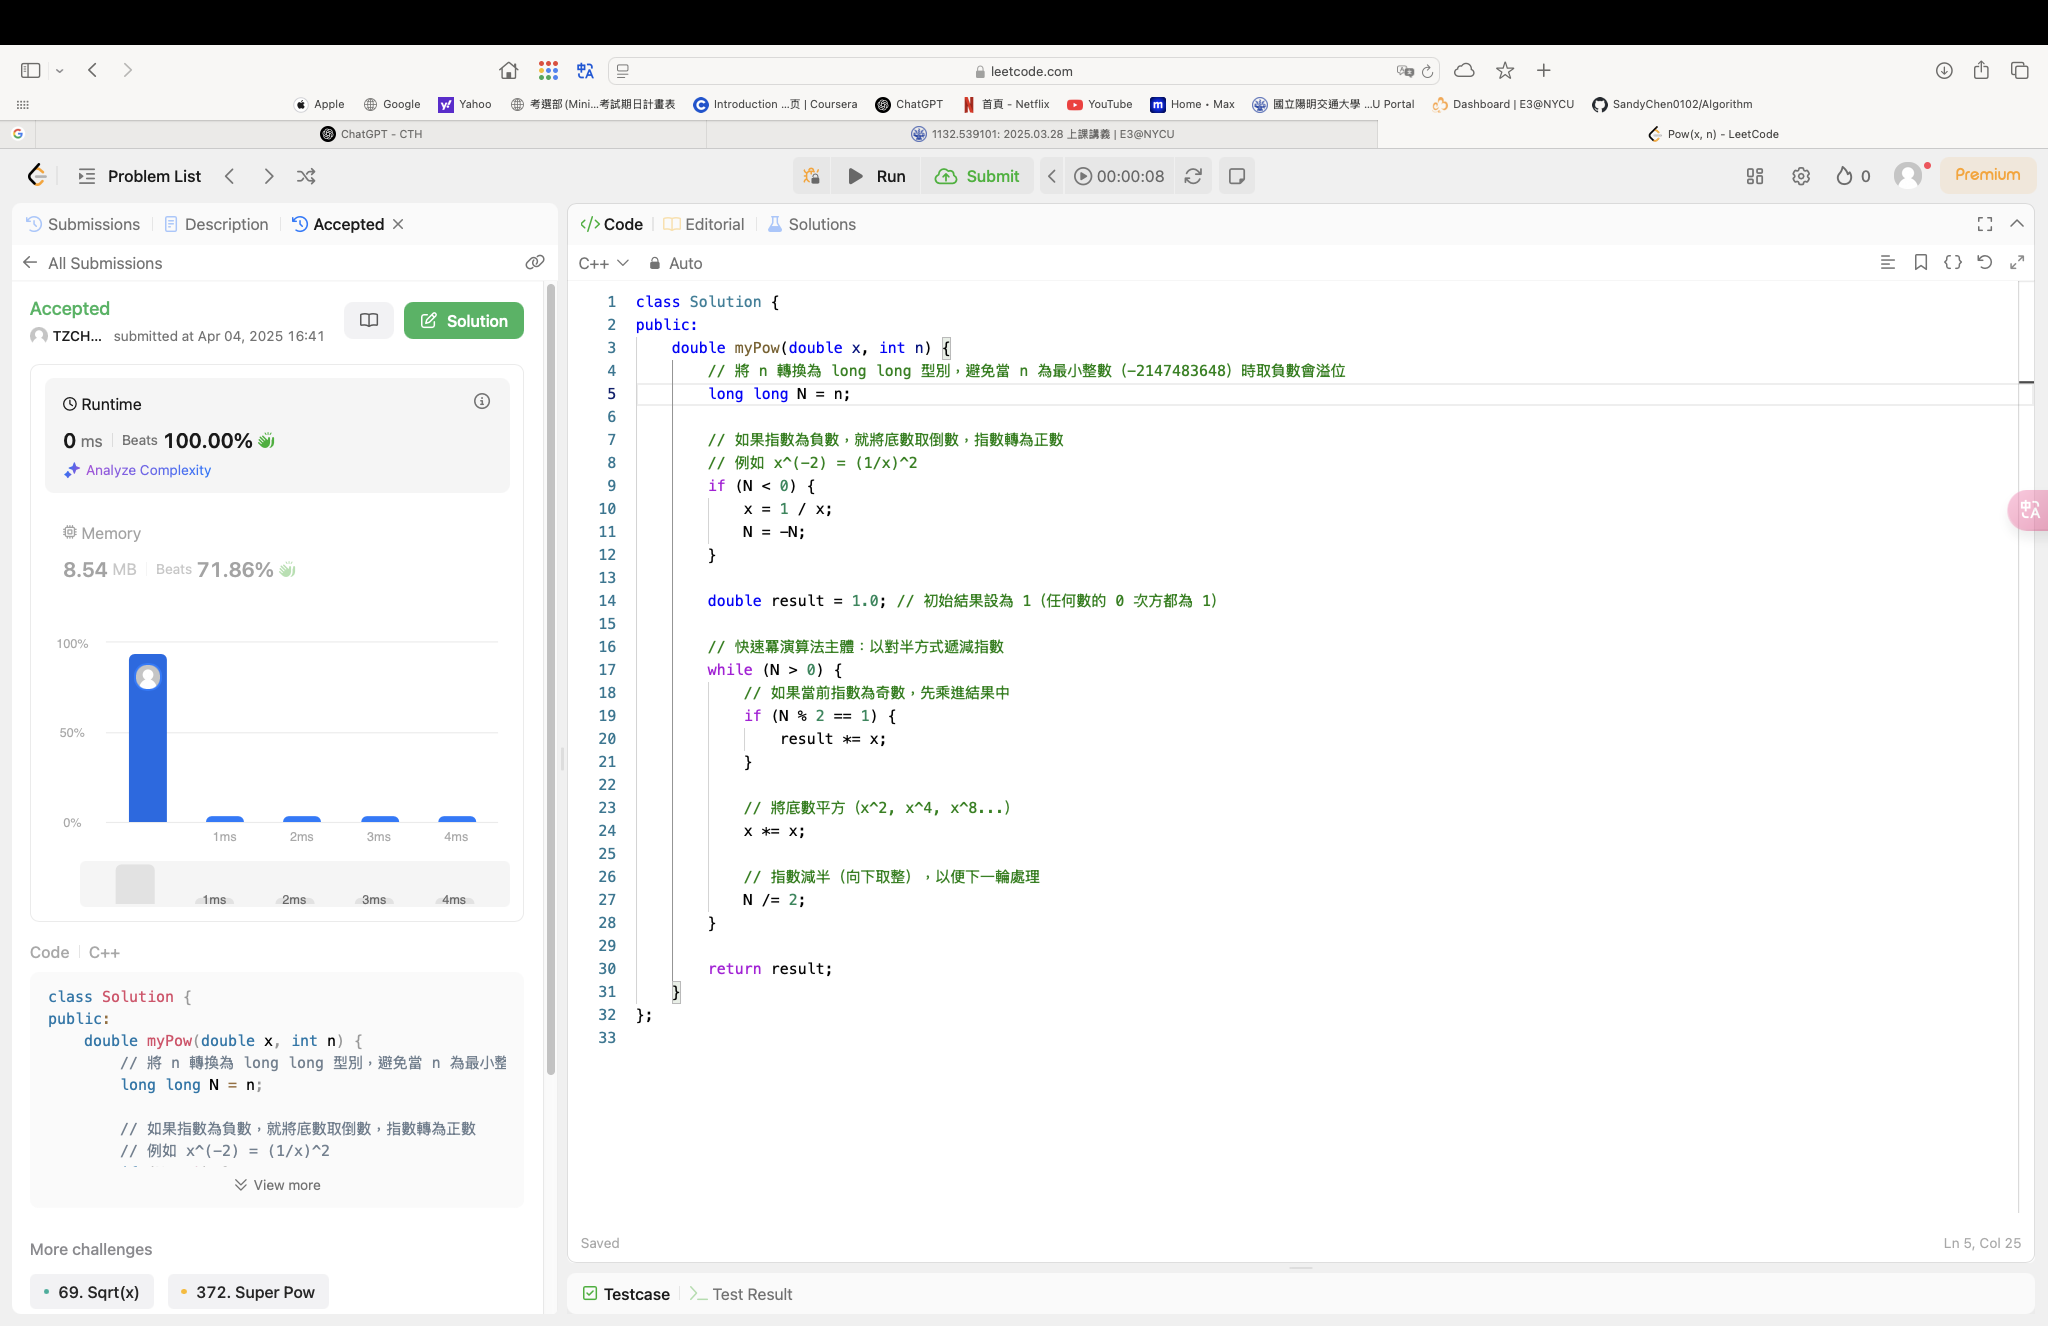 leetcode.com
Apple Google Yahoo 考選部 (Mini...考試期日計畫表 Introduction ...页 | Coursera ChatGPT 首頁 - Netflix YouTube Home • Max 國立陽明交通大學 ...U Portal Dashboard | E3@NYCU SandyChen0102/Algorithm
ChatGPT - CTH 1132.539101: 2025.03.28 上課講義 | E3@NYCU Pow(x, n) - LeetCode
Problem List Run Submit 00:00:08 0 Premium
Submissions Description Accepted
All Submissions
Accepted
TZCH... submitted at Apr 04, 2025 16:41
Solution
Runtime
0 ms Beats 100.00%
Analyze Complexity
Memory
8.54 MB Beats 71.86%
100%
50%
0%
1ms 2ms 3ms 4ms
1ms 2ms 3ms 4ms
Code C++
class Solution {
public:
double myPow(double x, int n) {
// 將 n 轉換為 long long 型別，避免當 n 為最小整
long long N = n;
// 如果指數為負數，就將底數取倒數，指數轉為正數
// 例如 x^(-2) = (1/x)^2
View more
More challenges
69. Sqrt(x) 372. Super Pow
</> Code Editorial Solutions
C++ Auto
1 class Solution {
2 public:
3 double myPow(double x, int n) {
4 // 將 n 轉換為 long long 型別，避免當 n 為最小整數（-2147483648）時取負數會溢位
5 long long N = n;
6
7 // 如果指數為負數，就將底數取倒數，指數轉為正數
8 // 例如 x^(-2) = (1/x)^2
9 if (N < 0) {
10 x = 1 / x;
11 N = -N;
12 }
13
14 double result = 1.0; // 初始結果設為 1（任何數的 0 次方都為 1）
15
16 // 快速冪演算法主體：以對半方式遞減指數
17 while (N > 0) {
18 // 如果當前指數為奇數，先乘進結果中
19 if (N % 2 == 1) {
20 result *= x;
21 }
22
23 // 將底數平方（x^2, x^4, x^8...）
24 x *= x;
25
26 // 指數減半（向下取整），以便下一輪處理
27 N /= 2;
28 }
29
30 return result;
31 }
32 };
33
Saved Ln 5, Col 25
Testcase Test Result